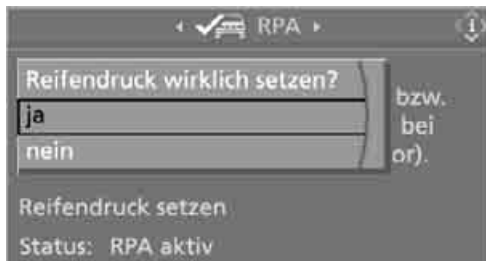 RPA
i
Reifendruck wirklich setzen?
ja
nein
bzw.
bei
or).
Reifendruck setzen
Status: RPA aktiv